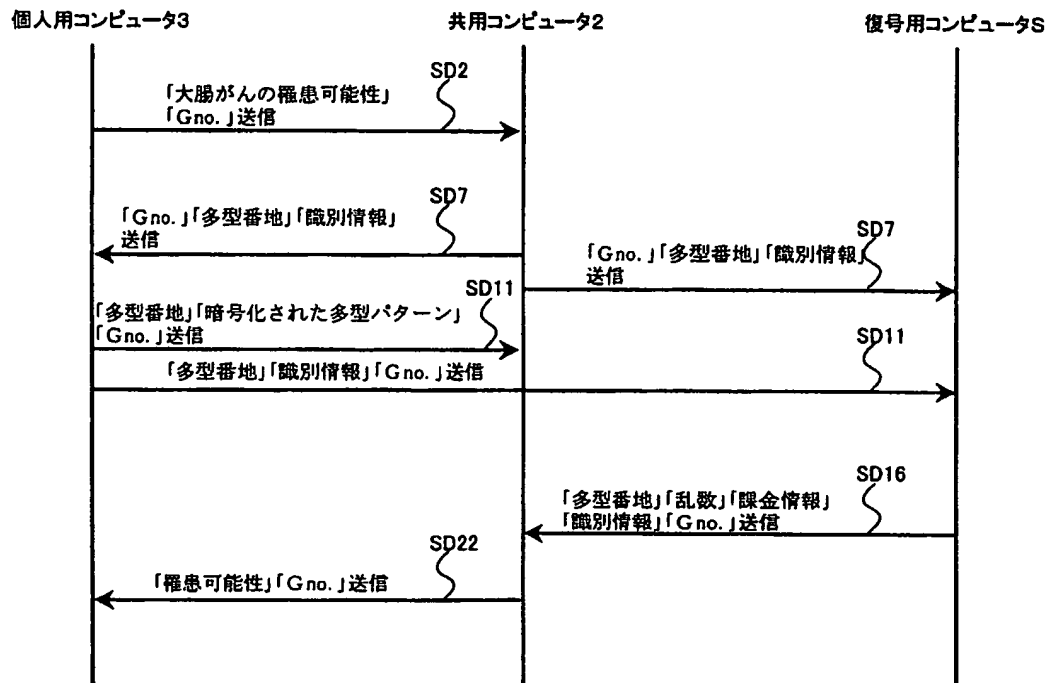 個人用コンピュータ3
共用コンピュータ2
復号用コンピュータS
SD2
「大腸がんの罹患可能性」
「Gno.」送信
SD7
「Gno.」「多型番地」「識別情報」
送信
SD7
「Gno.」「多型番地」「識別情報」
送信
SD11
「多型番地」「暗号化された多型パターン」
「Gno.」送信
SD11
「多型番地」「識別情報」「Gno.」送信
SD16
「多型番地」「乱数」「課金情報」
「識別情報」「Gno.」送信
SD22
「罹患可能性」「Gno.」送信